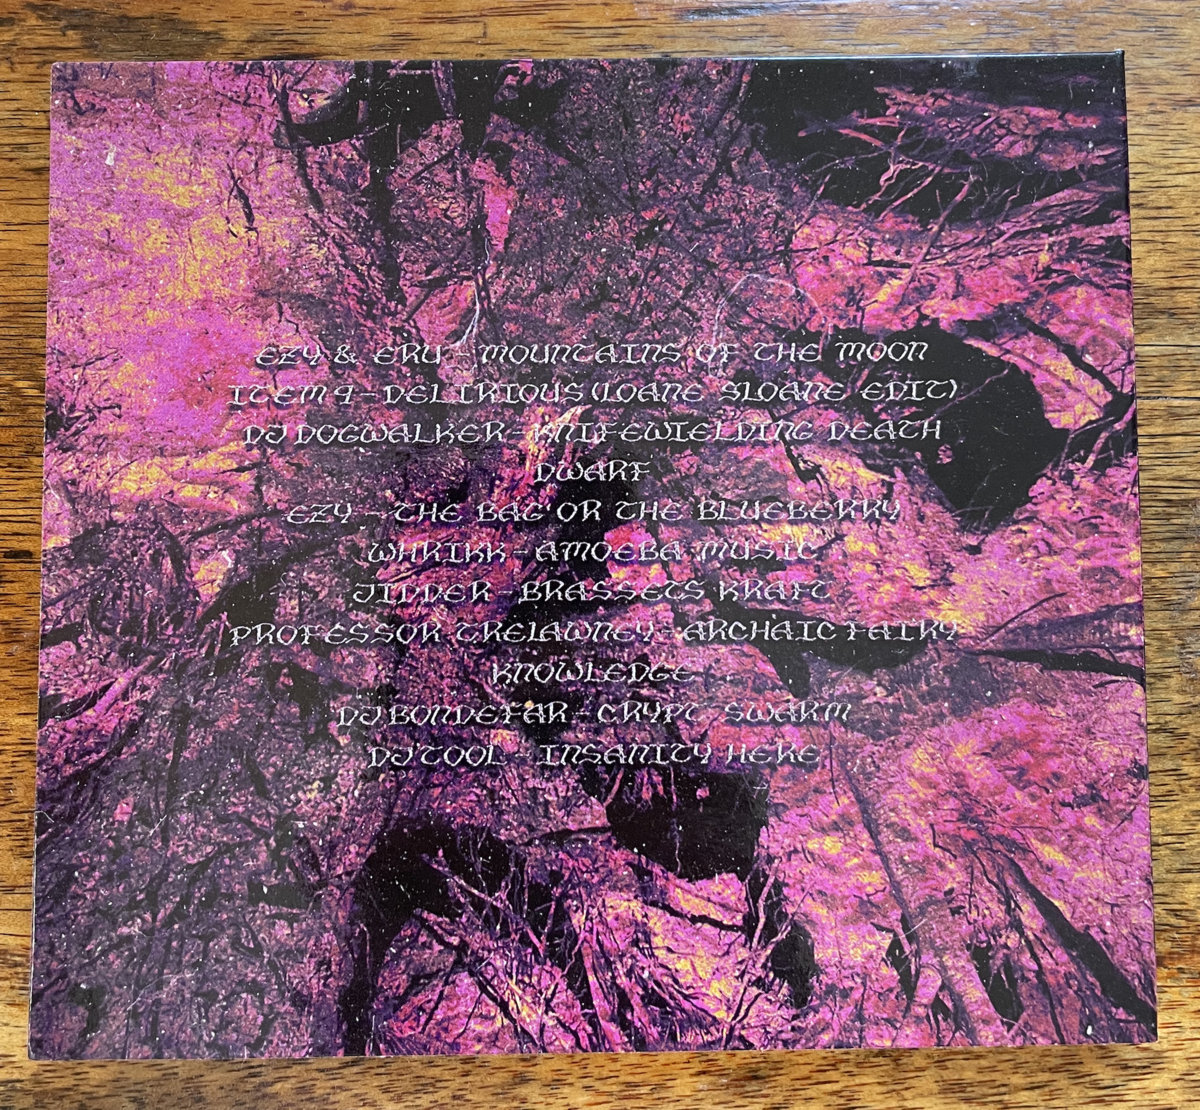 EZY & ERU - MOUNTAINS OF THE MOON
ITEM 9 - DELIRIOUS (LOANE SLOANE EDIT)
DJ DOGWALKER - KNIFEWIELDING DEATH
DWARF
EZY - THE BAG OR THE BLUEBERRY
WHRIKK - AMOEBA MUSIC
JIDDER - BRASSETS KRAFT
PROFESSOR TRELAWNEY - ARCHAIC FAIRY
KNOWLEDGE
DJ BONDEFAR - CRYPT SWARM
DJ TOOL - INSANITY HERE